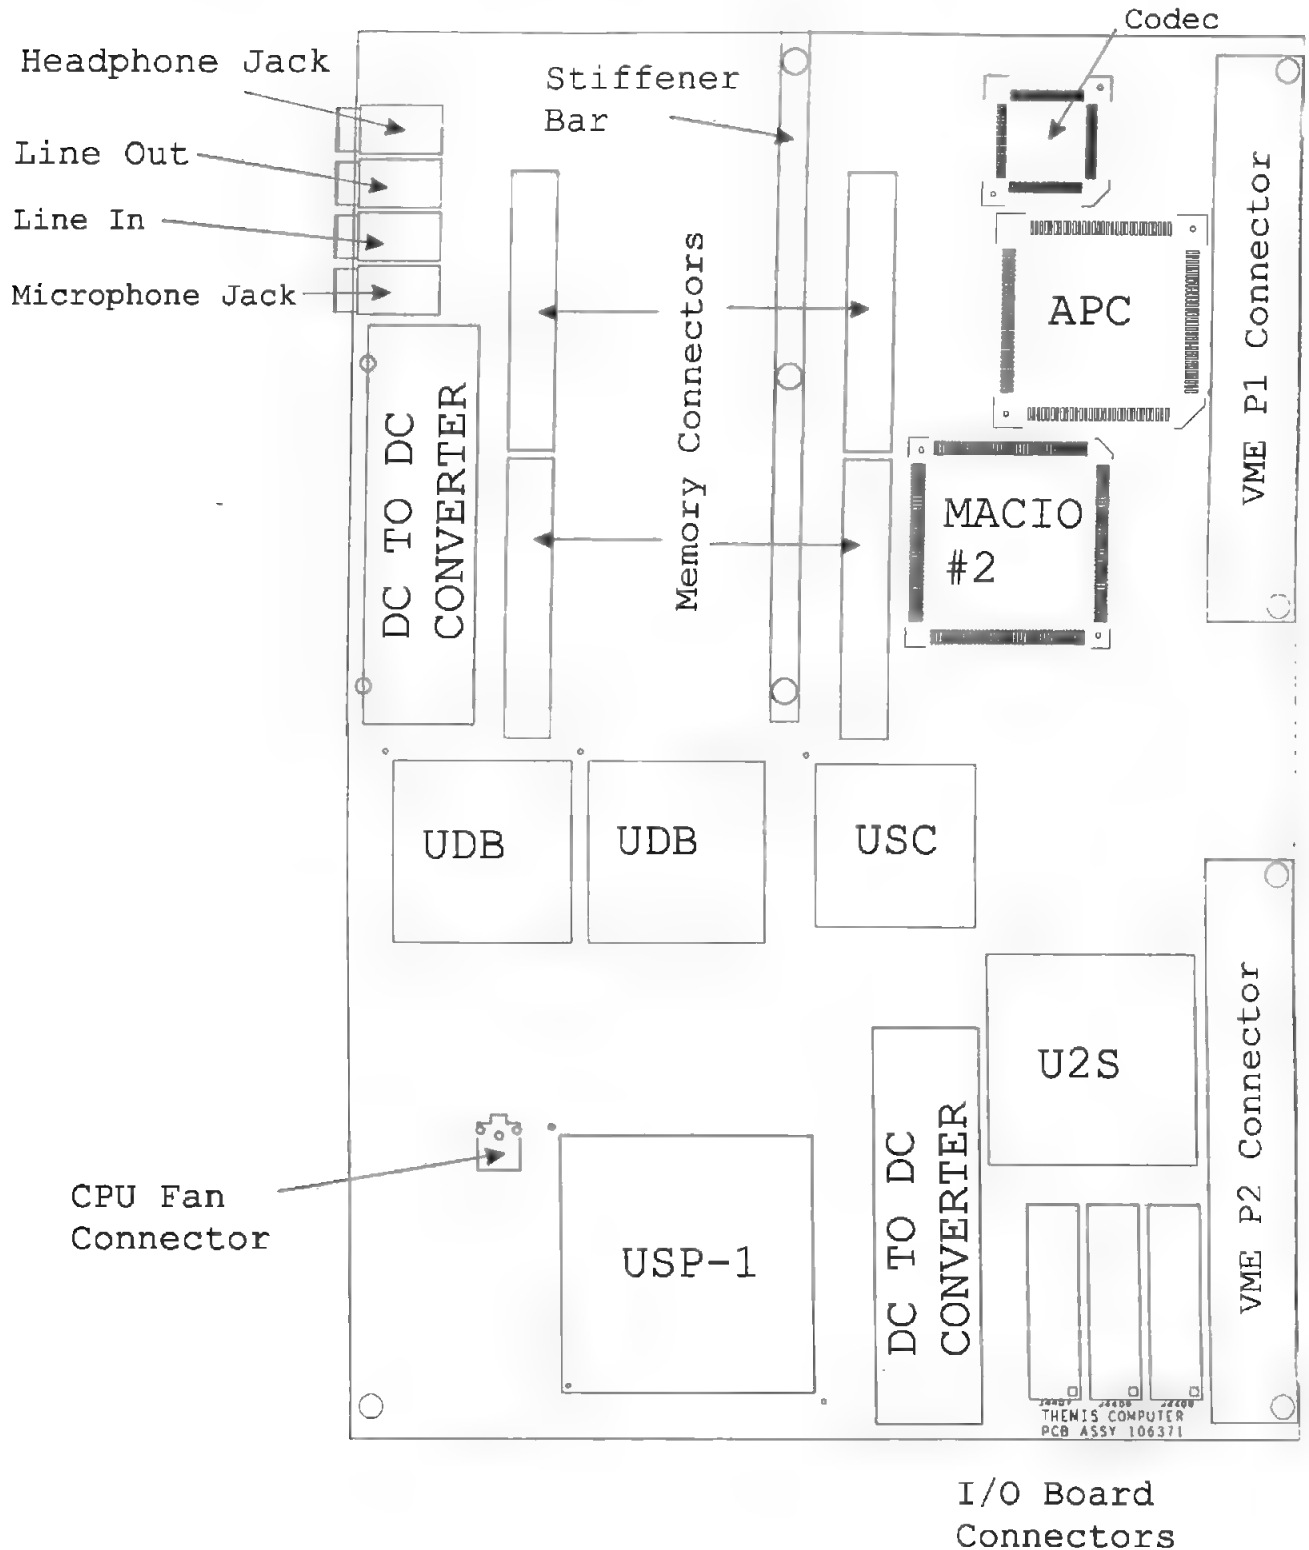 Codec
Headphone Jack
Stiffener
Bar
Line Out
Line In
Microphone Jack
Memory Connectors
APC
VME P1 Connector
DC TO DC
CONVERTER
MACIO
#2
UDB
UDB
USC
U2S
VME P2 Connector
CPU Fan
Connector
USP-1
DC TO DC
CONVERTER
THEMIS COMPUTER
PCB ASSY 106371
I/O Board
Connectors